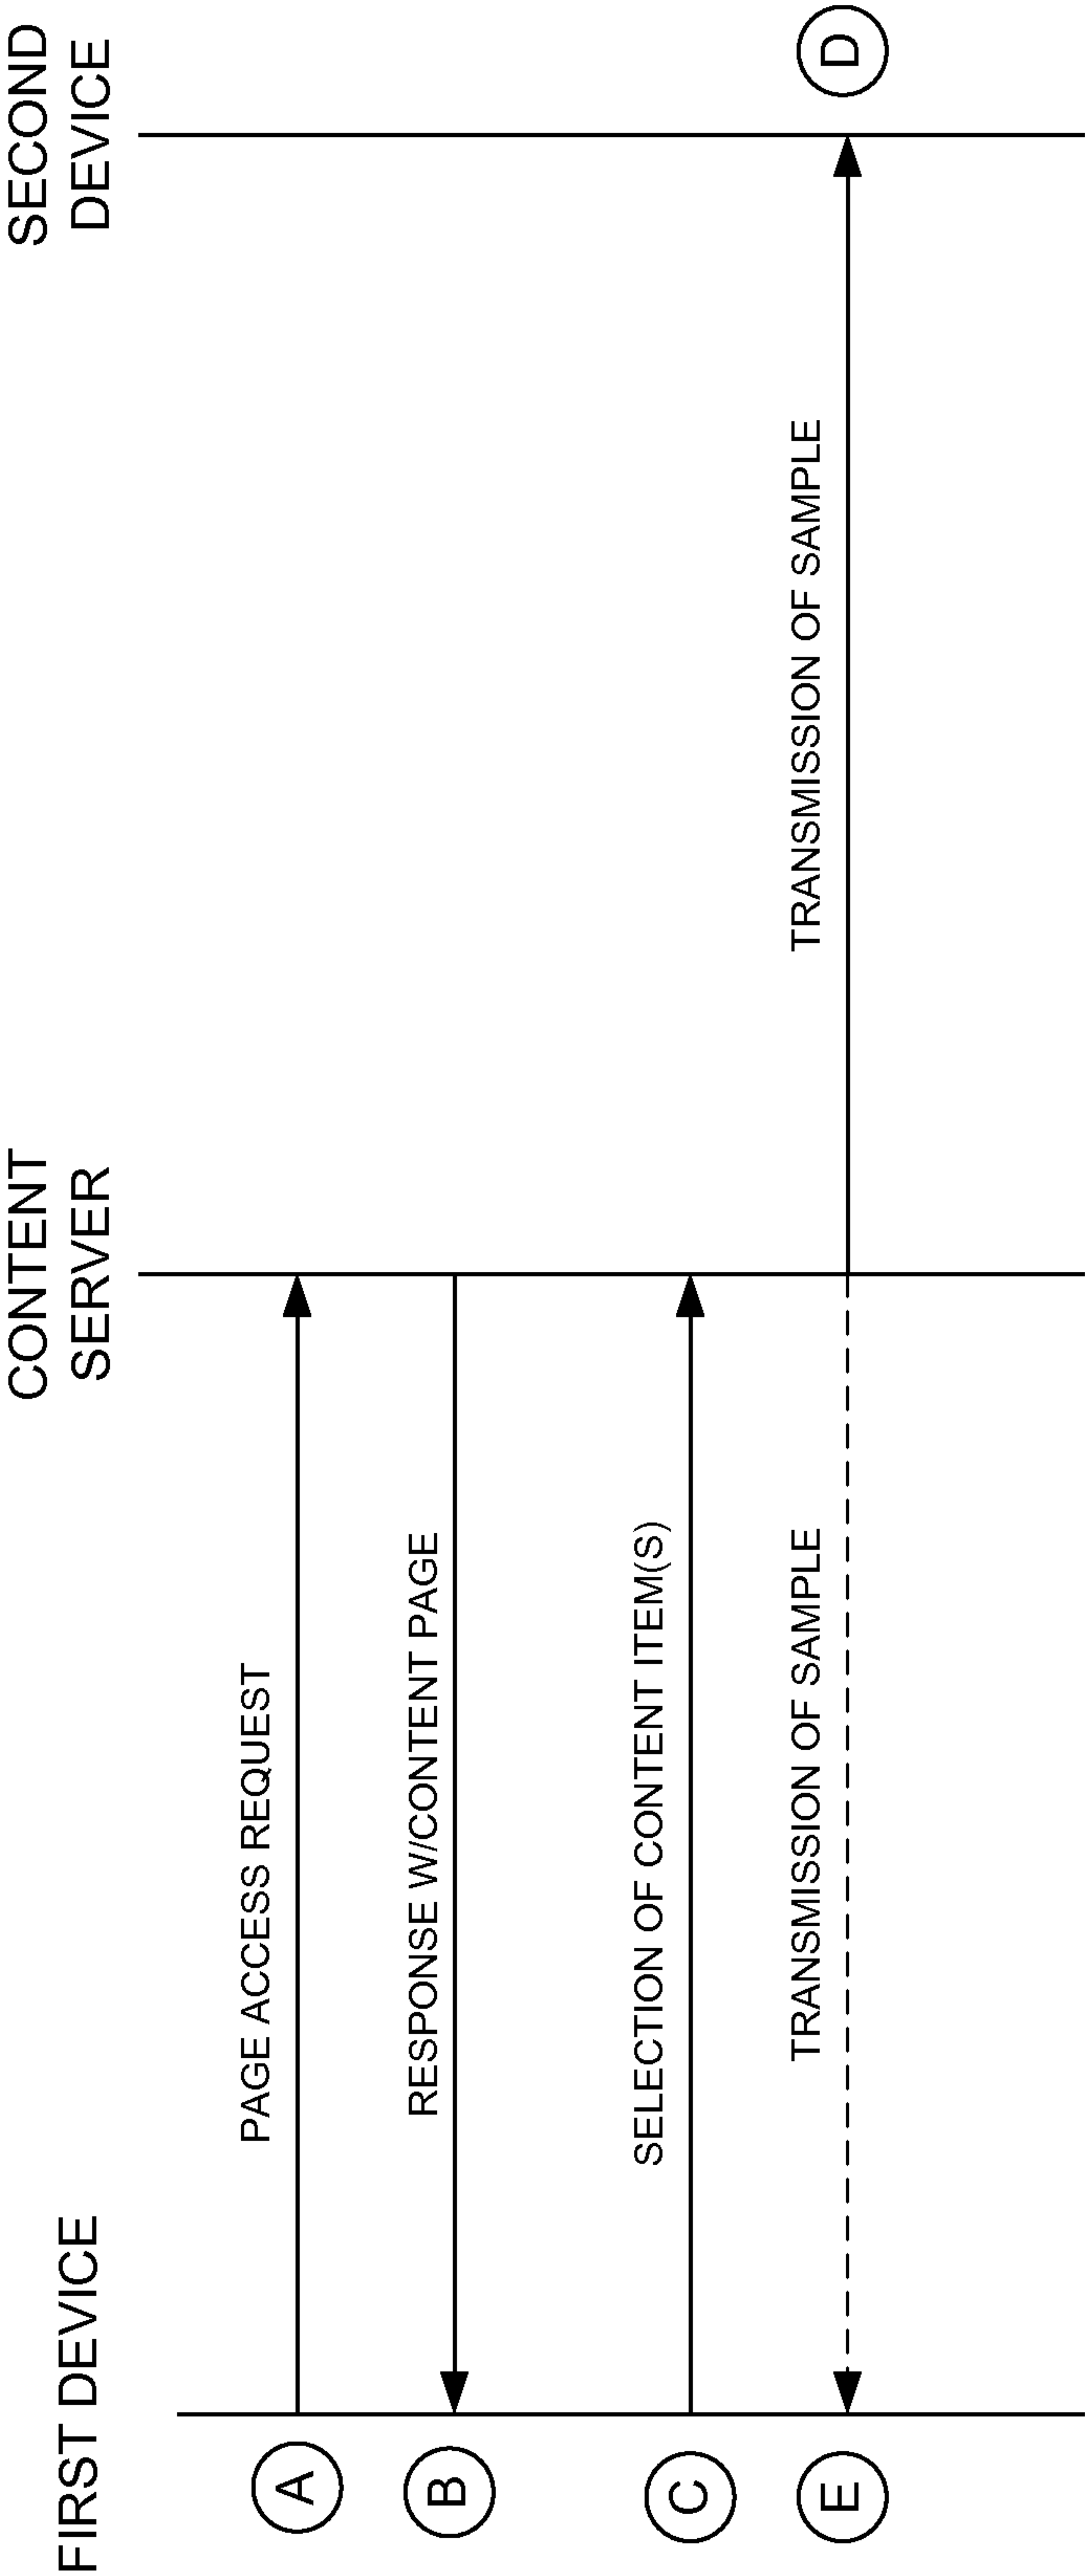 FIRST DEVICE
CONTENT
SERVER
SECOND
DEVICE
A
PAGE ACCESS REQUEST
B
RESPONSE W/CONTENT PAGE
C
SELECTION OF CONTENT ITEM(S)
E
TRANSMISSION OF SAMPLE
TRANSMISSION OF SAMPLE
D